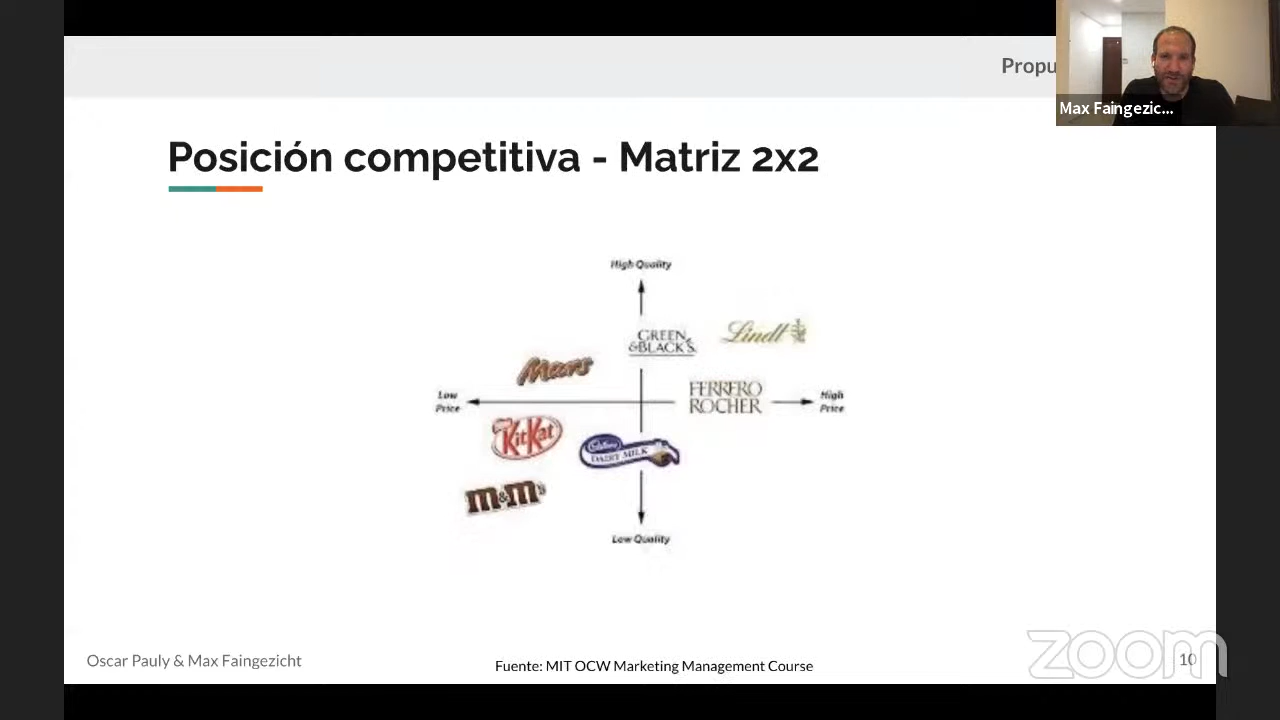 Propu
Max Faingezic...
Posición competitiva - Matriz 2x2
High Quality
GREEN
&BLACK'S
Lindt
Mars
Low
Price
FERRERO
ROCHER
High
Price
KitKat
Cadbury
DAIRY MILK
m&m's
Low Quality
Oscar Pauly & Max Faingezicht
Fuente: MIT OCW Marketing Management Course
zoom
10